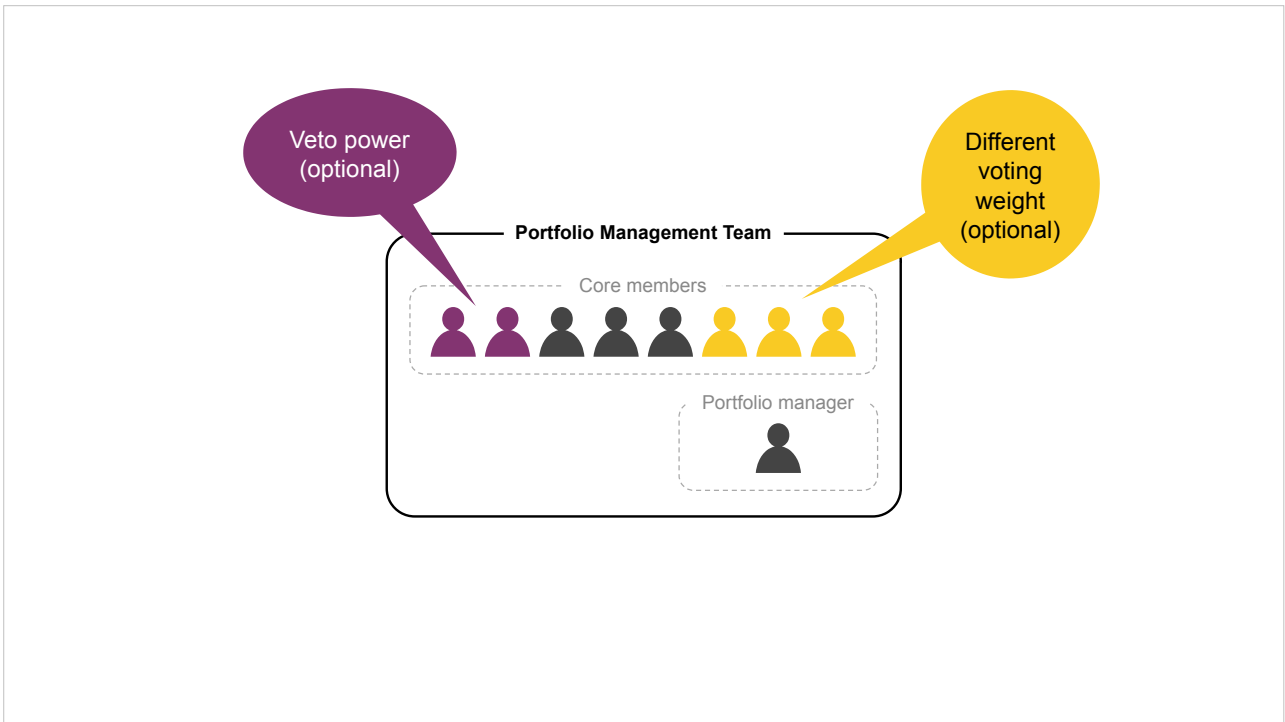 Veto power
(optional)
Different
voting
weight
(optional)
Portfolio Management Team
Core members
Portfolio manager